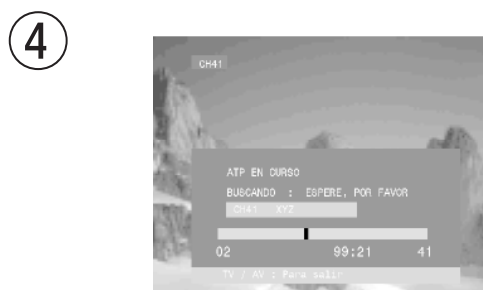 4
CH41
ATP EN CURSO
BUSCANDO : ESPERE, POR FAVOR
CH41 XYZ
02 99:21 41
TV / AV : Para salir